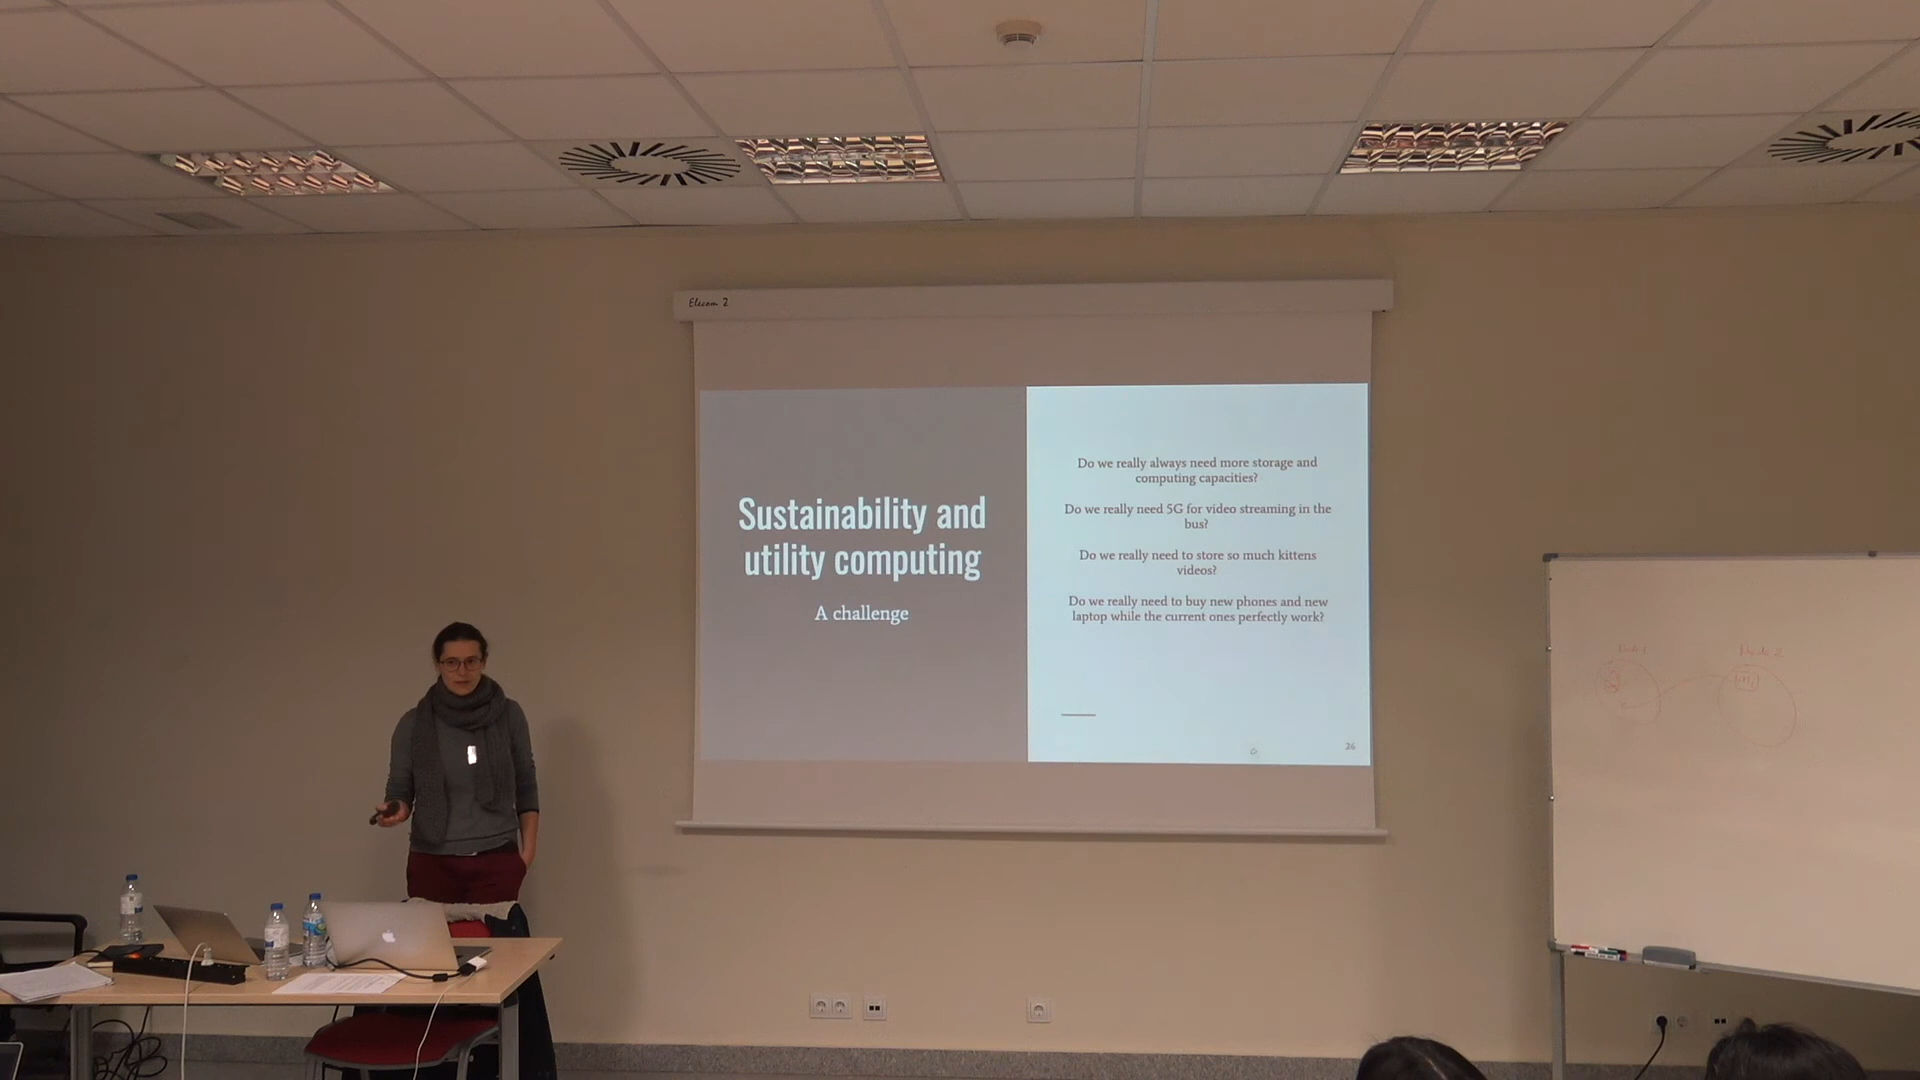 Elecom 2
Sustainability and
utility computing
A challenge
Do we really always need more storage and
computing capacities?
Do we really need 5G for video streaming in the
bus?
Do we really need to store so much kittens
videos?
Do we really need to buy new phones and new
laptop while the current ones perfectly work?
26